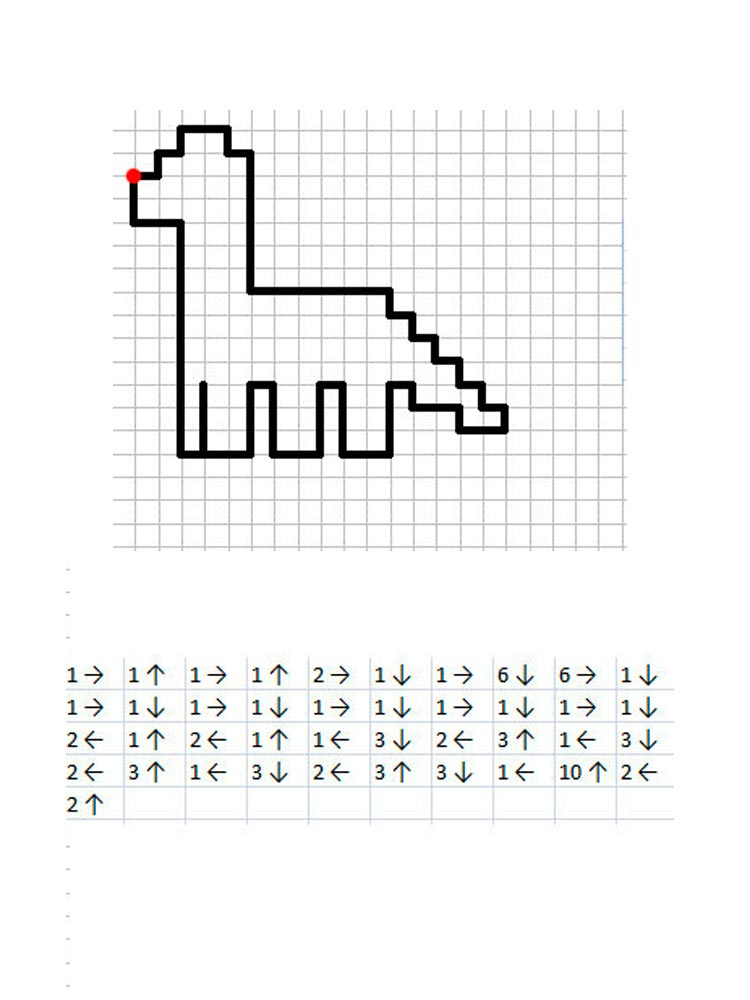 1→ 1↑ 1→ 1↑ 2→ 1↓ 1→ 6↓ 6→ 1↓
1→ 1↓ 1→ 1↓ 1→ 1↓ 1→ 1↓ 1→ 1↓
2← 1↑ 2← 1↑ 1← 3↓ 2← 3↑ 1← 3↓
2← 3↑ 1← 3↓ 2← 3↑ 3↓ 1← 10↑ 2←
2↑